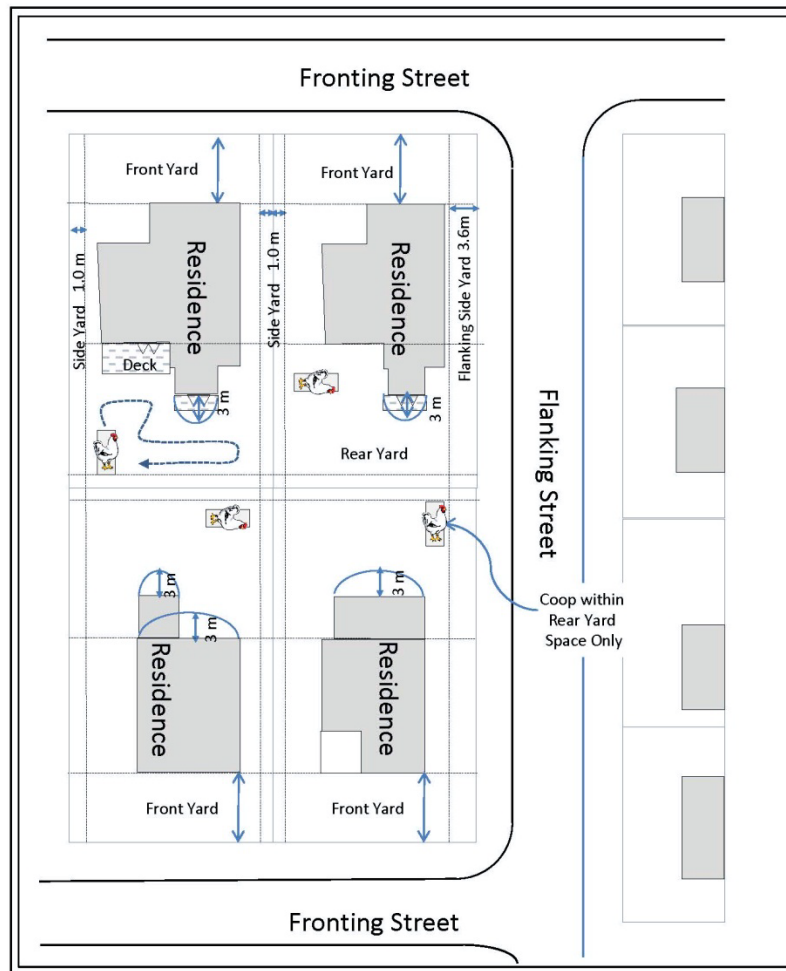 Fronting Street
Front Yard
Front Yard
Side Yard 1.0 m
Residence
Side Yard 1.0 m
Residence
Flanking Side Yard 3.6m
Deck
3 m
3 m
Rear Yard
Flanking Street
3 m
3 m
3 m
Coop within
Rear Yard
Space Only
Residence
Residence
Front Yard
Front Yard
Fronting Street